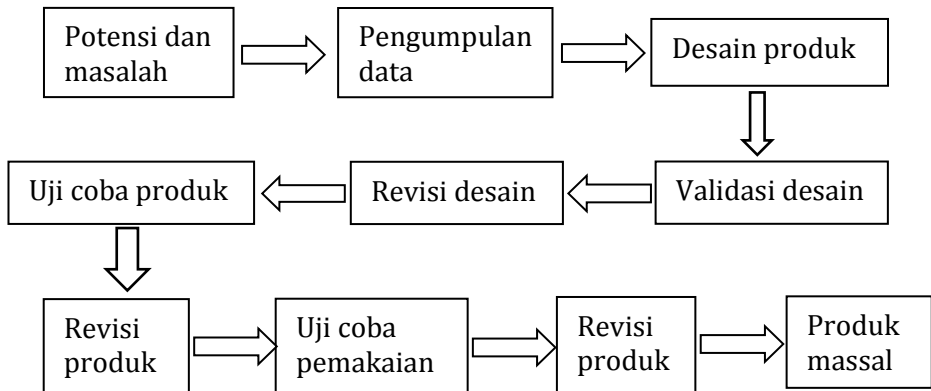 Potensi dan
masalah
Pengumpulan
data
Desain produk
Validasi desain
Revisi desain
Uji coba produk
Revisi
produk
Uji coba
pemakaian
Revisi
produk
Produk
massal